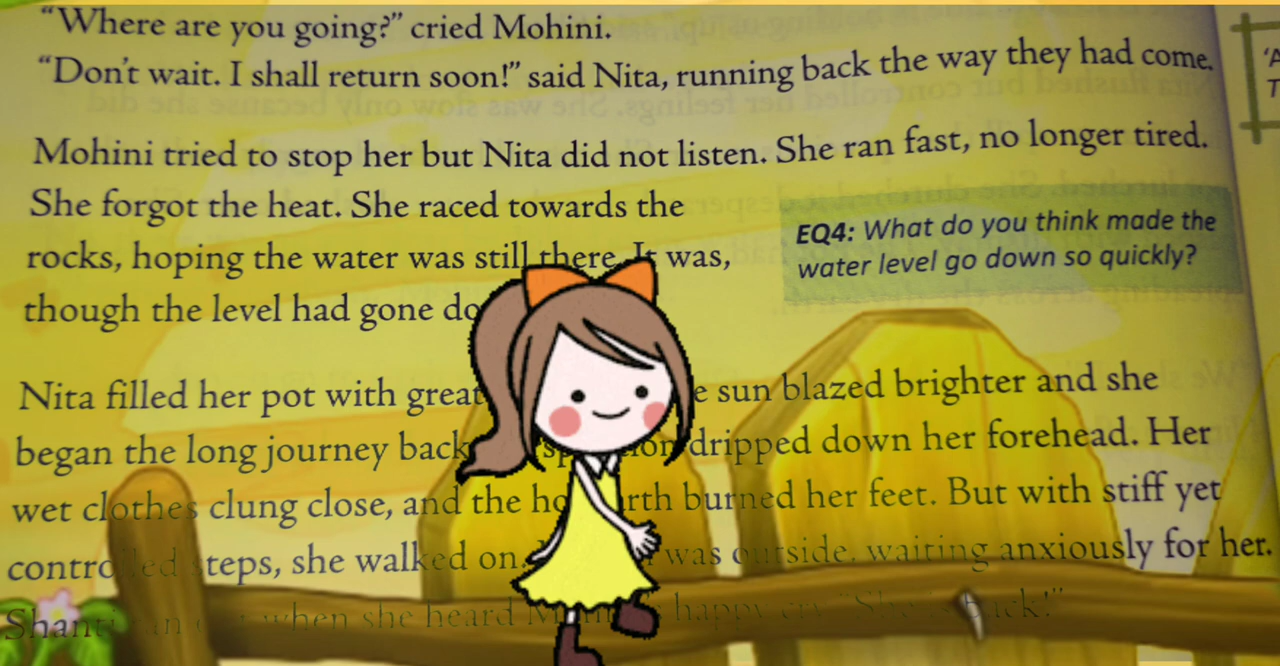 “Where are you going?” cried Mohini.
“Don't wait. I shall return soon!” said Nita, running back the way they had come.
Mohini tried to stop her but Nita did not listen. She ran fast, no longer tired.
She forgot the heat. She raced towards the
rocks, hoping the water was still there. It was,
though the level had gone
EQ4: What do you think made the
water level go down so quickly?
Nita filled her pot with great sun blazed brighter and she
began the long journey back dripped down her forehead. Her
wet clothes clung close, and the burned her feet. But with stiff yet
controlled steps, she walked on. was outside, waiting anxiously for her.
Shanti when she heard happy cry “She is back!”